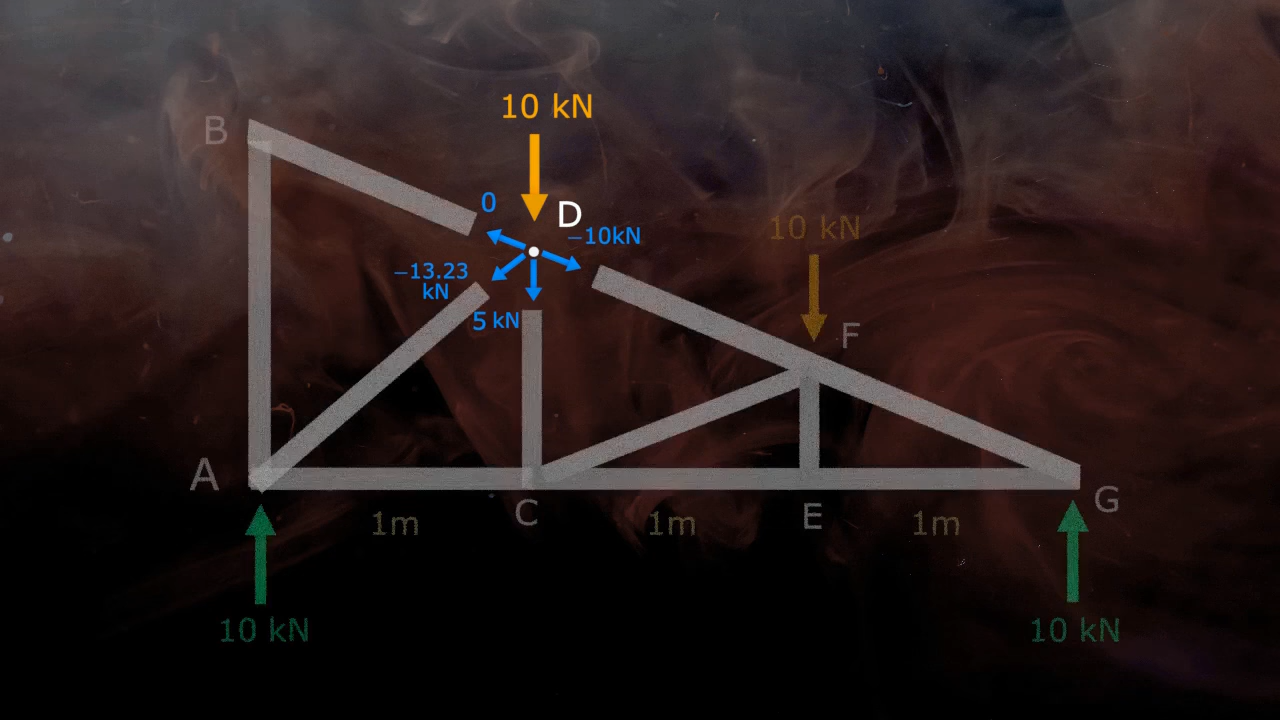 10 kN
B
0
D
–10kN
10 kN
–13.23
kN
5 kN
F
A
C
E
G
1m
1m
1m
10 kN
10 kN